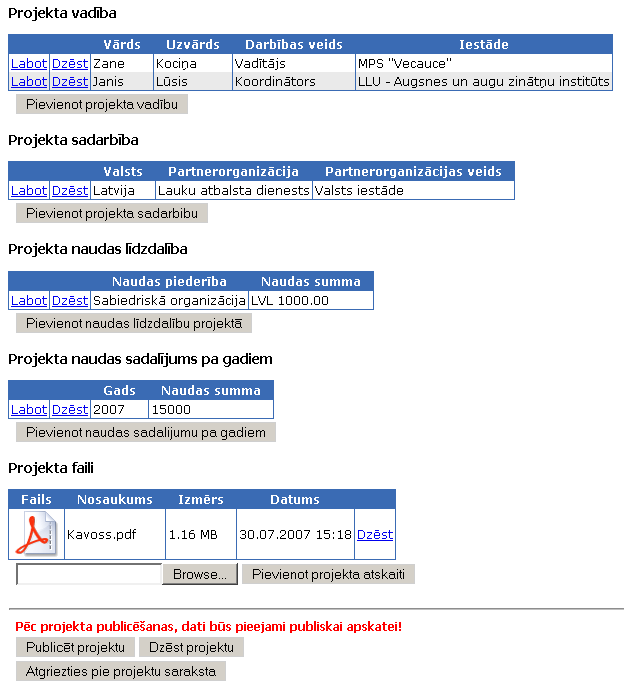 Projekta vadība
Vārds Uzvārds Darbības veids Iestāde
Labot Dzēst Zane Kociņa Vadītājs MPS "Vecauce"
Labot Dzēst Janis Lūsis Koordinātors LLU - Augsnes un augu zinātņu institūts
Pievienot projekta vadību
Projekta sadarbība
Valsts Partnerorganizācija Partnerorganizācijas veids
Labot Dzēst Latvija Lauku atbalsta dienests Valsts iestāde
Pievienot projekta sadarbibu
Projekta naudas līdzdalība
Naudas piederība Naudas summa
Labot Dzēst Sabiedriskā organizācija LVL 1000.00
Pievienot naudas līdzdalību projektā
Projekta naudas sadalījums pa gadiem
Gads Naudas summa
Labot Dzēst 2007 15000
Pievienot naudas sadalijumu pa gadiem
Projekta faili
Fails Nosaukums Izmērs Datums
Kavoss.pdf 1.16 MB 30.07.2007 15:18 Dzēst
Browse... Pievienot projekta atskaiti
Pēc projekta publicēšanas, dati būs pieejami publiskai apskatei!
Publicēt projektu Dzēst projektu
Atgriezties pie projektu saraksta